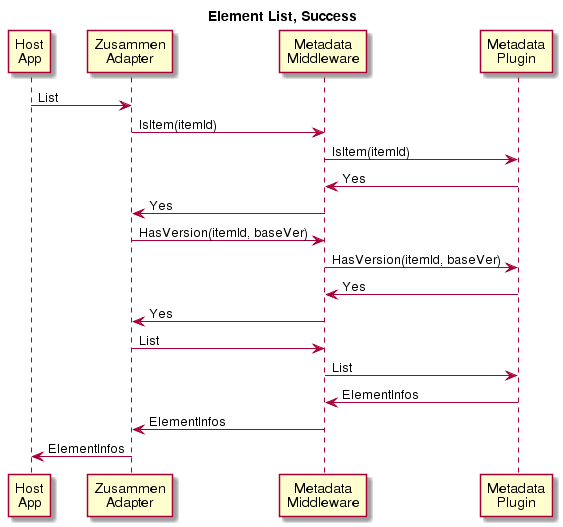 Element List, Success
Host
App
Zusammen
Adapter
Metadata
Middleware
Metadata
Plugin
List
IsItem(itemId)
IsItem(itemId)
Yes
Yes
HasVersion(itemId, baseVer)
HasVersion(itemId, baseVer)
Yes
Yes
List
List
ElementInfos
ElementInfos
ElementInfos
Host
App
Zusammen
Adapter
Metadata
Middleware
Metadata
Plugin